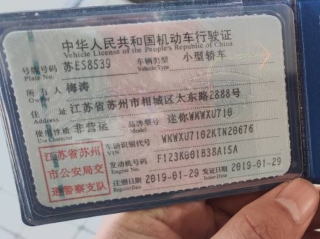 中华人民共和国机动车行驶证
Vehicle License of the People's Republic of China
号牌号码 苏ES8539 车辆类型 小型轿车
Plate No. Vehicle Type
所有人 梅涛
Owner
住址 江苏省苏州市相城区太东路2888号
Address
使用性质 非营运 品牌型号 迷你WKWXU710
Use Character Model
江苏省苏州 车辆识别代号 WKWXU7102KTN20676
VIN
市公安局交 发动机号码 F123KG01B38A15A
Engine No.
通警察支队 注册日期 2019-01-29 发证日期 2019-01-29
Register Date Issue Date